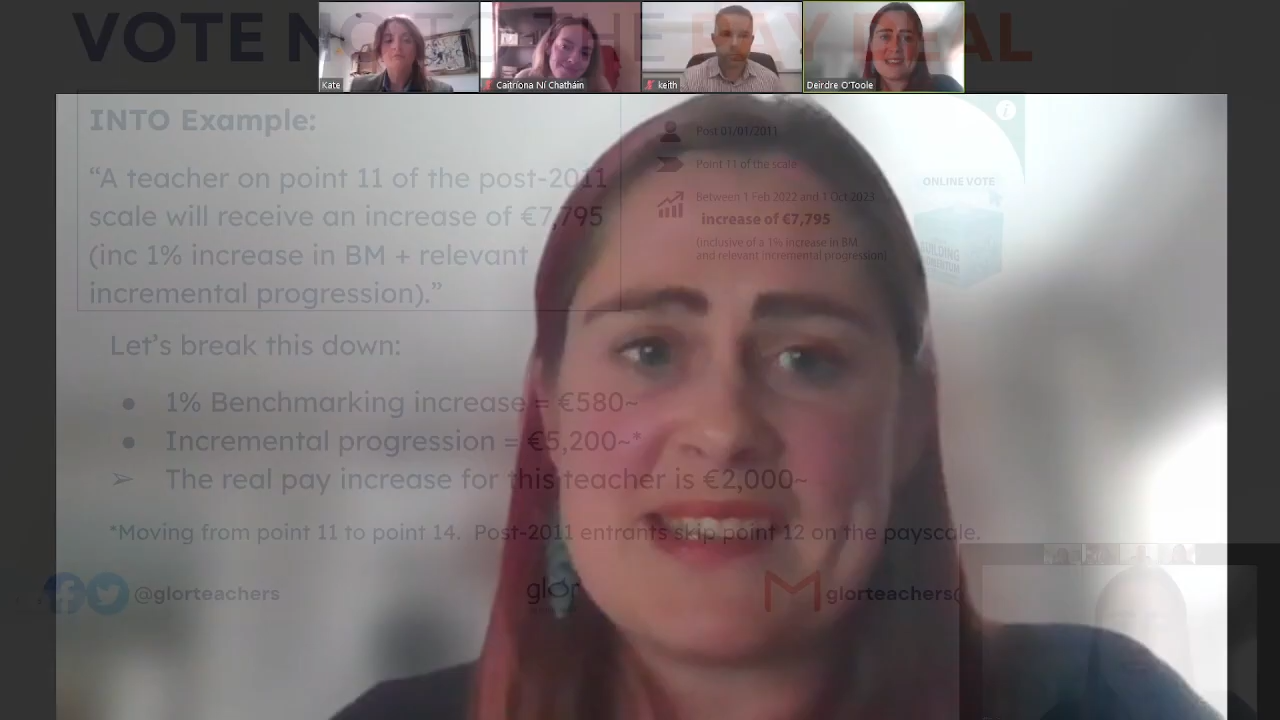 VOTE NO TO THE PAY DEAL
Kate
Caitríona Ní Chatháin
keith
Deirdre O'Toole
INTO Example:
“A teacher on point 11 of the post-2011
scale will receive an increase of €7,795
(inc 1% increase in BM + relevant
incremental progression).”
Post 01/01/2011
Point 11 of the scale
Between 1 Feb 2022 and 1 Oct 2023
increase of €7,795
(inclusive of a 1% increase in BM
and relevant incremental progression)
i
ONLINE VOTE
BUILDING
MOMENTUM
Let’s break this down:
● 1% Benchmarking increase = €580~
● Incremental progression = €5,200~*
➢ The real pay increase for this teacher is €2,000~
*Moving from point 11 to point 14. Post-2011 entrants skip point 12 on the payscale.
@glorteachers
glór
glorteachers@